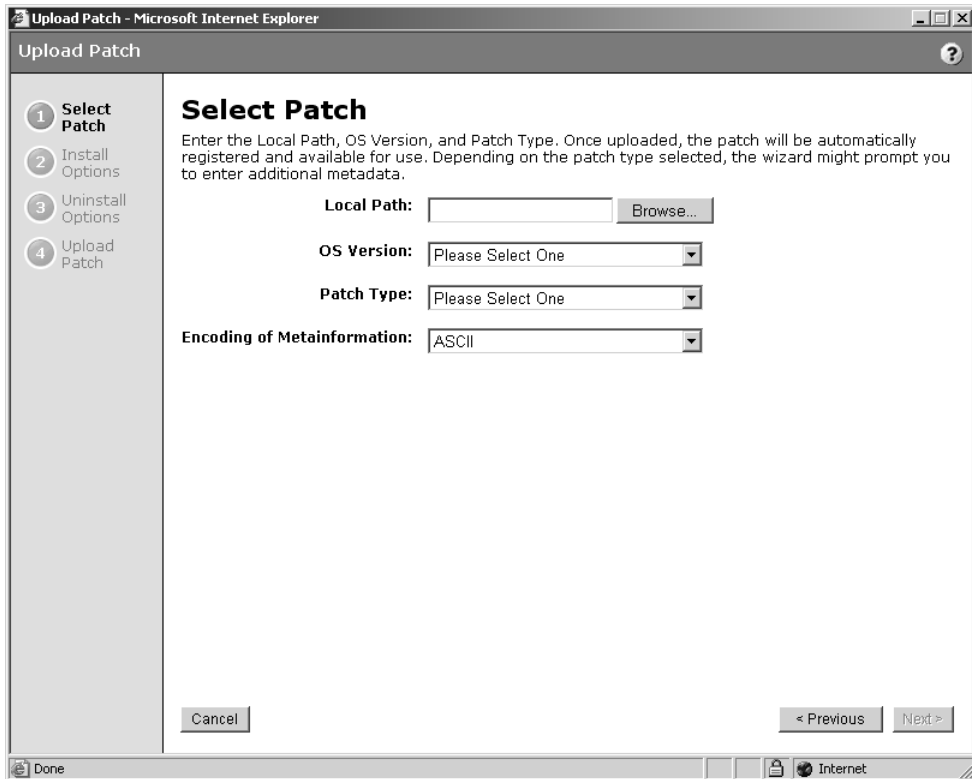 Upload Patch - Microsoft Internet Explorer
Upload Patch
?
1 Select
Patch
2 Install
Options
3 Uninstall
Options
4 Upload
Patch
Select Patch
Enter the Local Path, OS Version, and Patch Type. Once uploaded, the patch will be automatically
registered and available for use. Depending on the patch type selected, the wizard might prompt you
to enter additional metadata.
Local Path: Browse...
OS Version: Please Select One
Patch Type: Please Select One
Encoding of Metainformation: ASCII
Cancel < Previous Next >
Done Internet